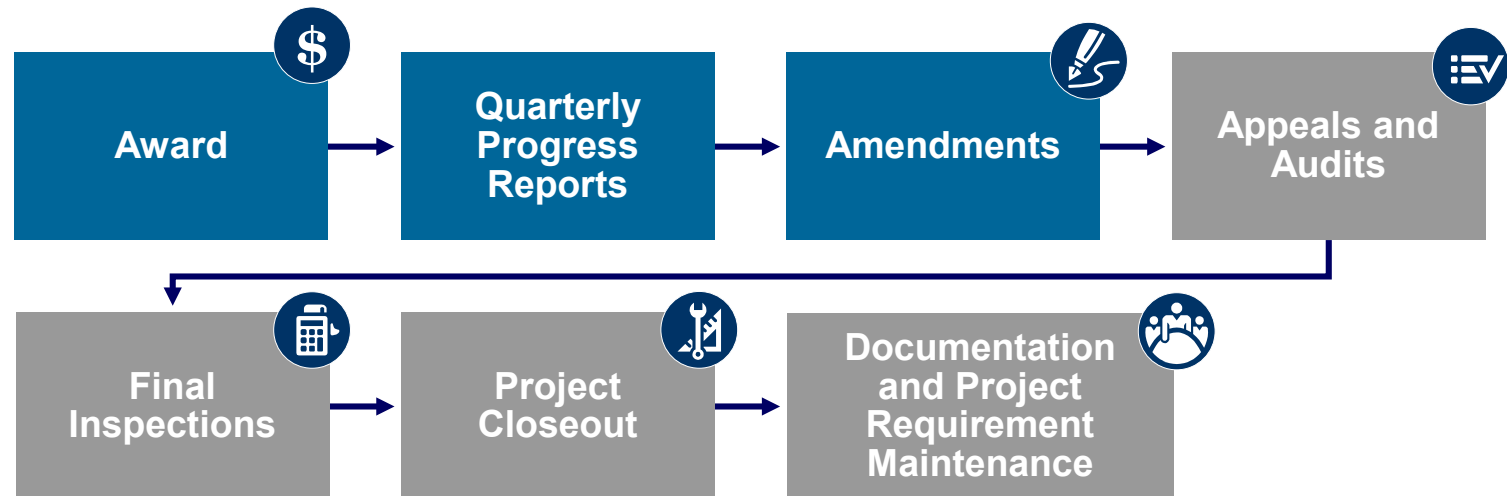 $
Award
Quarterly
Progress
Reports
Amendments
Appeals and
Audits
Final
Inspections
Project
Closeout
Documentation
and Project
Requirement
Maintenance